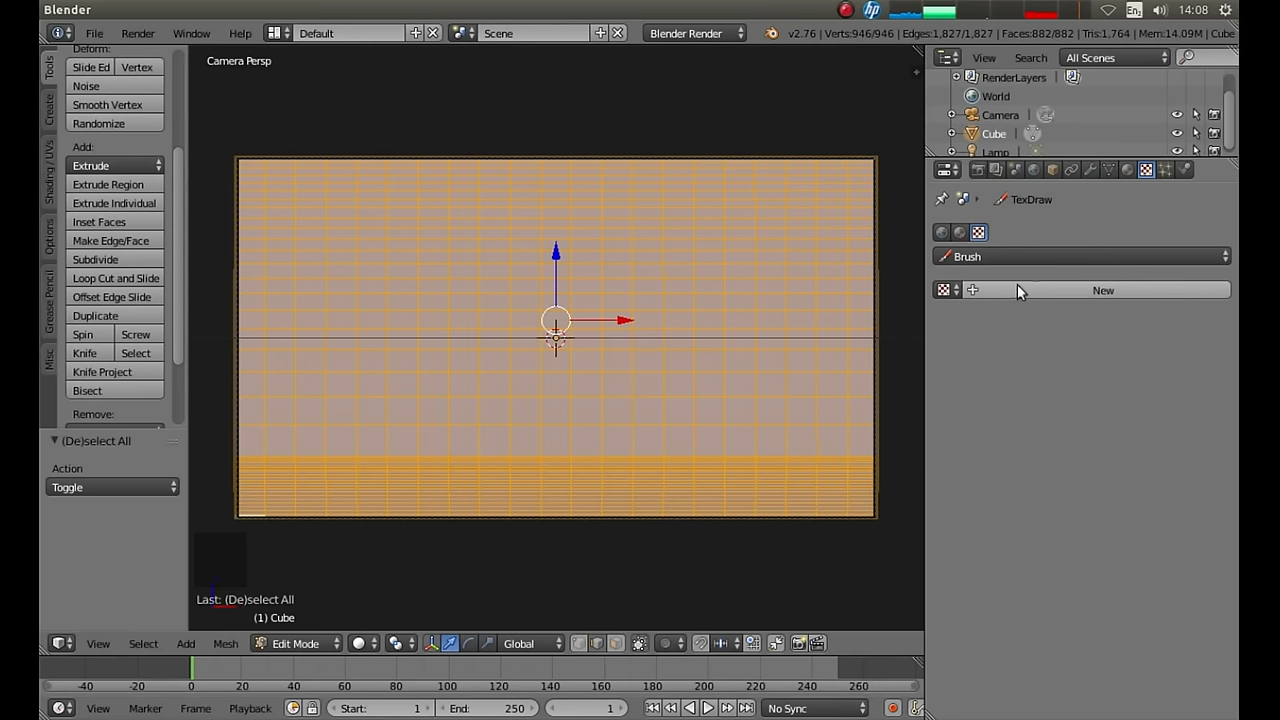 Blender
En2
14:08
File Render Window Help
Default
Scene
Blender Render
v2.76 | Verts:946/946 | Edges:1,827/1,827 | Faces:882/882 | Tris:1,764 | Mem:14.09M | Cube
Tools
Create
Shading / UVs
Options
Grease Pencil
Misc
Deform:
Slide Ed Vertex
Noise
Smooth Vertex
Randomize
Add:
Extrude
Extrude Region
Extrude Individual
Inset Faces
Make Edge/Face
Subdivide
Loop Cut and Slide
Offset Edge Slide
Duplicate
Spin Screw
Knife Select
Knife Project
Bisect
Remove:
(De)select All
Action
Toggle
Camera Persp
Last: (De)select All
(1) Cube
View Select Add Mesh Edit Mode Global
-40 -20 0 20 40 60 80 100 120 140 160 180 200 220 240 260
View Marker Frame Playback Start: 1 End: 250 1 No Sync
View Search All Scenes
RenderLayers
World
Camera
Cube
Lamp
TexDraw
Brush
New